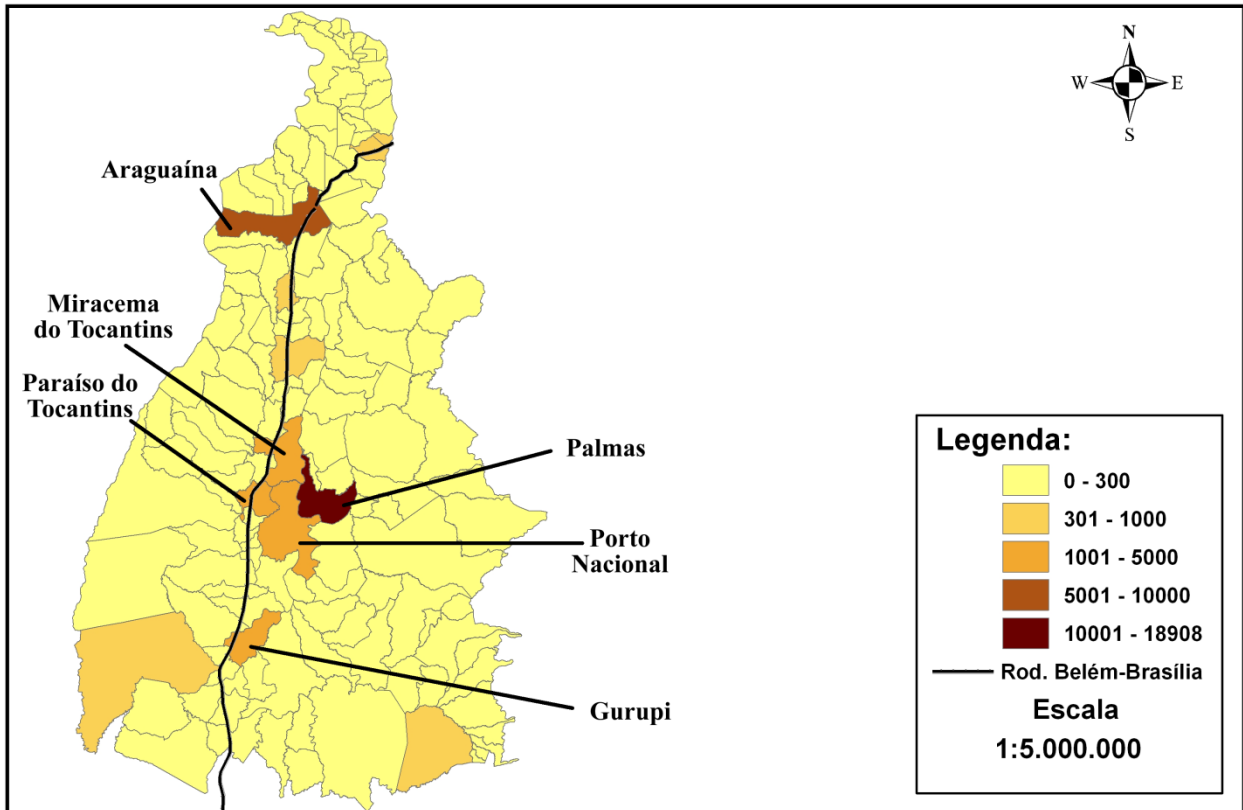 N
W
E
S
Araguaína
Miracema
do Tocantins
Paraíso do
Tocantins
Palmas
Porto
Nacional
Gurupi
Legenda:
0 - 300
301 - 1000
1001 - 5000
5001 - 10000
10001 - 18908
Rod. Belém-Brasília
Escala
1:5.000.000